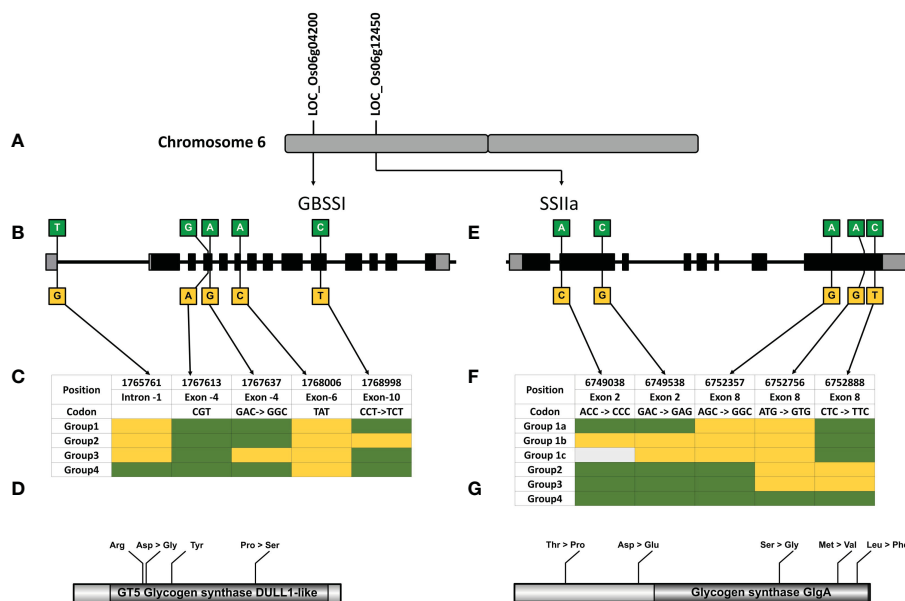 LOC_Os06g04200
LOC_Os06g12450
A
Chromosome 6
GBSSI
SSIIa
B
T
G
A
A
C
G
A
G
C
T
E
A
C
A
A
C
C
G
G
G
T
C
Position
1765761
1767613
1767637
1768006
1768998
Intron -1
Exon -4
Exon -4
Exon-6
Exon-10
Codon
CGT
GAC-> GGC
TAT
CCT->TCT
Group1
Group2
Group3
Group4
F
Position
6749038
6749538
6752357
6752756
6752888
Exon 2
Exon 2
Exon 8
Exon 8
Exon 8
Codon
ACC -> CCC
GAC -> GAG
AGC -> GGC
ATG -> GTG
CTC -> TTC
Group 1a
Group 1b
Group 1c
Group2
Group3
Group4
D
Arg
Asp > Gly
Tyr
Pro > Ser
GT5 Glycogen synthase DULL1-like
G
Thr > Pro
Asp > Glu
Ser > Gly
Met > Val
Leu > Phe
Glycogen synthase GlgA